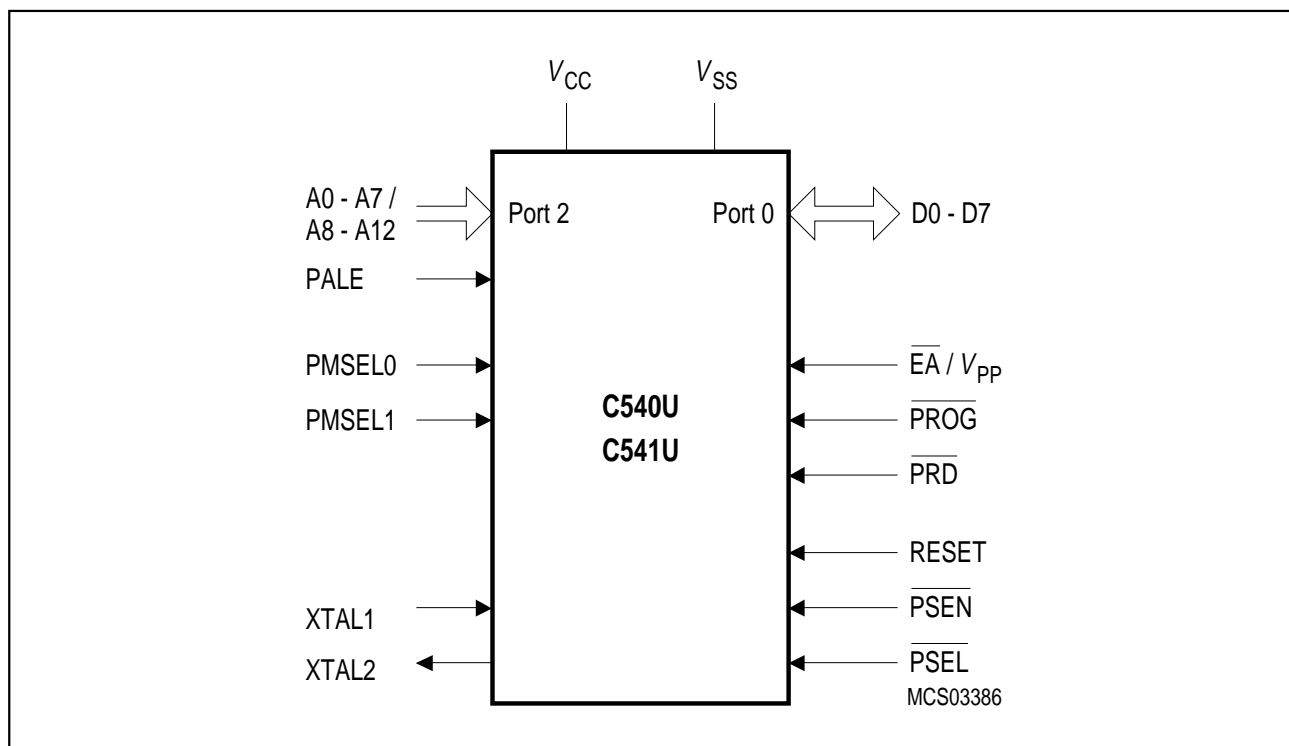 VCC
VSS
A0 - A7 /
A8 - A12
Port 2
Port 0
D0 - D7
PALE
PMSEL0
EA / VPP
C540U
PMSEL1
PROG
C541U
PRD
RESET
XTAL1
PSEN
XTAL2
PSEL
MCS03386